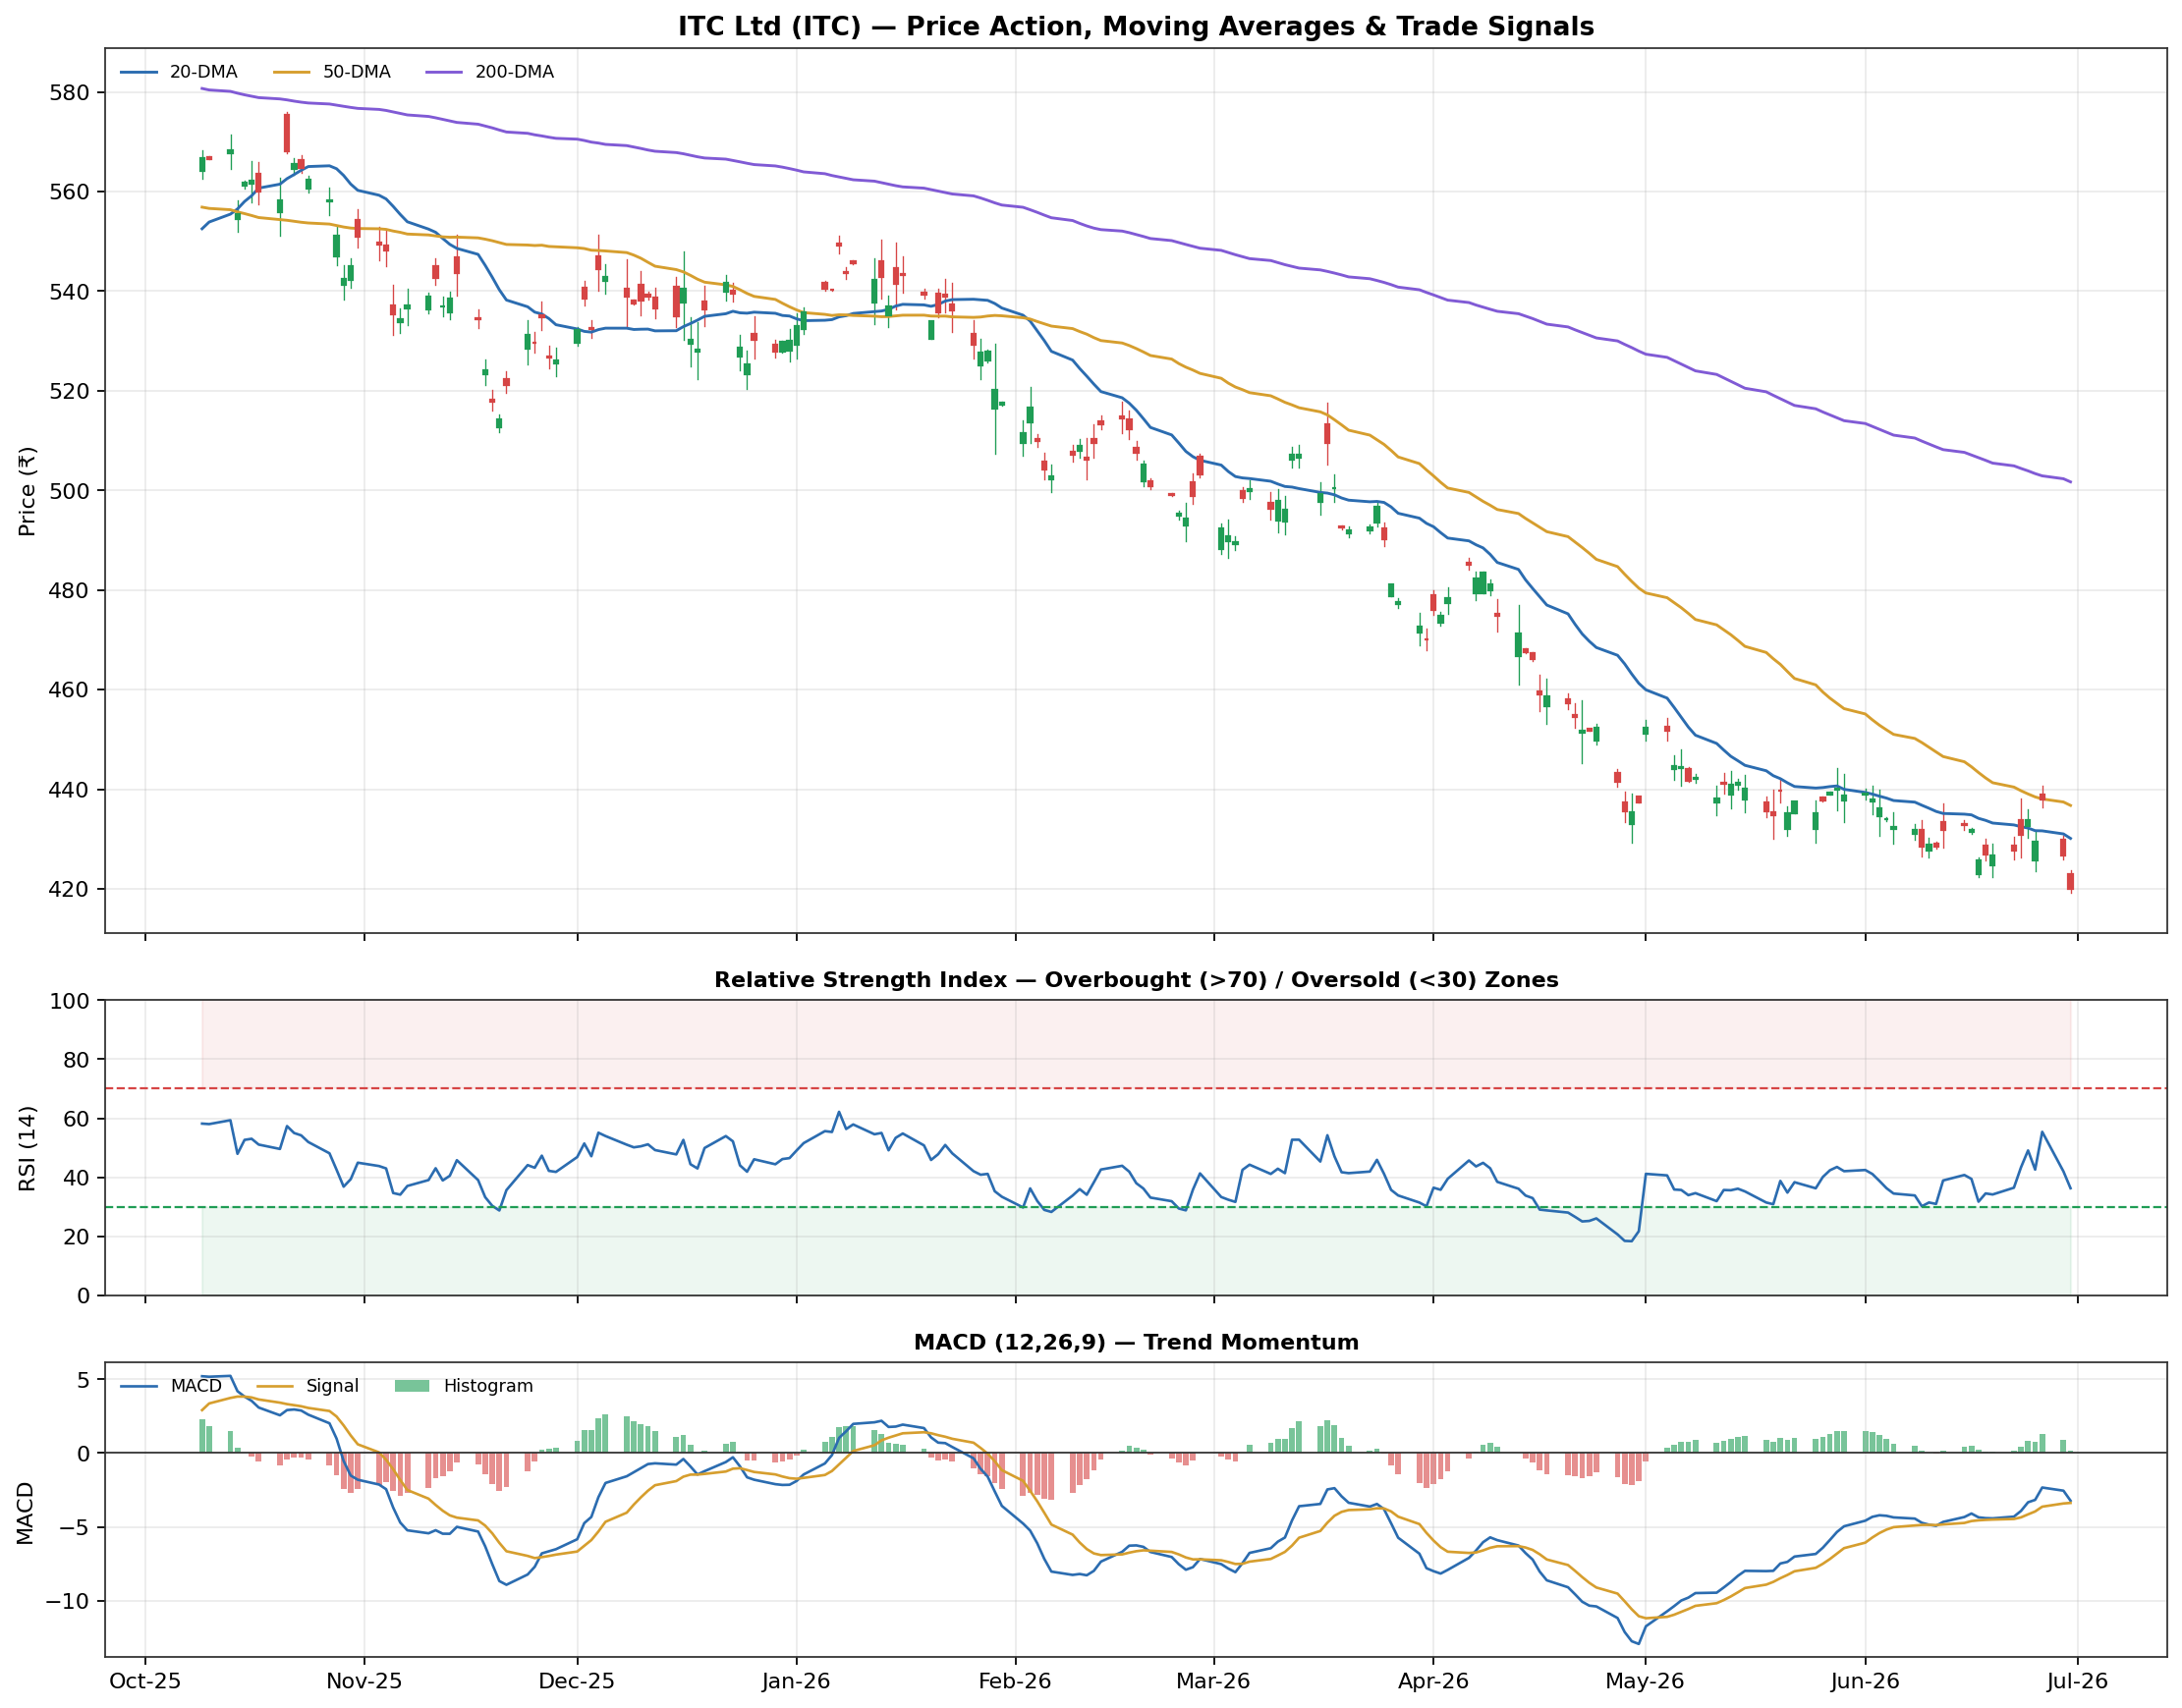 ITC Ltd (ITC) — Price Action, Moving Averages & Trade Signals
20-DMA 50-DMA 200-DMA
Price (₹)
580
560
540
520
500
480
460
440
420
Relative Strength Index — Overbought (>70) / Oversold (<30) Zones
RSI (14)
100
80
60
40
20
0
MACD (12,26,9) — Trend Momentum
MACD Signal Histogram
MACD
5
0
−5
−10
Oct-25 Nov-25 Dec-25 Jan-26 Feb-26 Mar-26 Apr-26 May-26 Jun-26 Jul-26